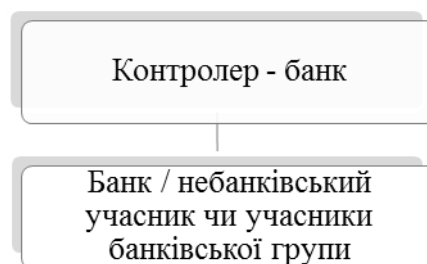 Контролер - банк
Банк / небанківський
учасник чи учасники
банківської групи